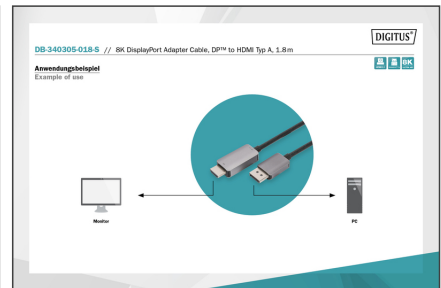 DIGITUS®
DB-340305-018-S // 8K DisplayPort Adapter Cable, DP™ to HDMI Typ A, 1.8m
8K
Anwendungsbeispiel
Example of use
Monitor
PC